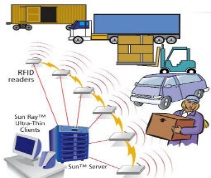 RFID
readers
Sun Ray™
Ultra-Thin
Clients
Sun™ Server